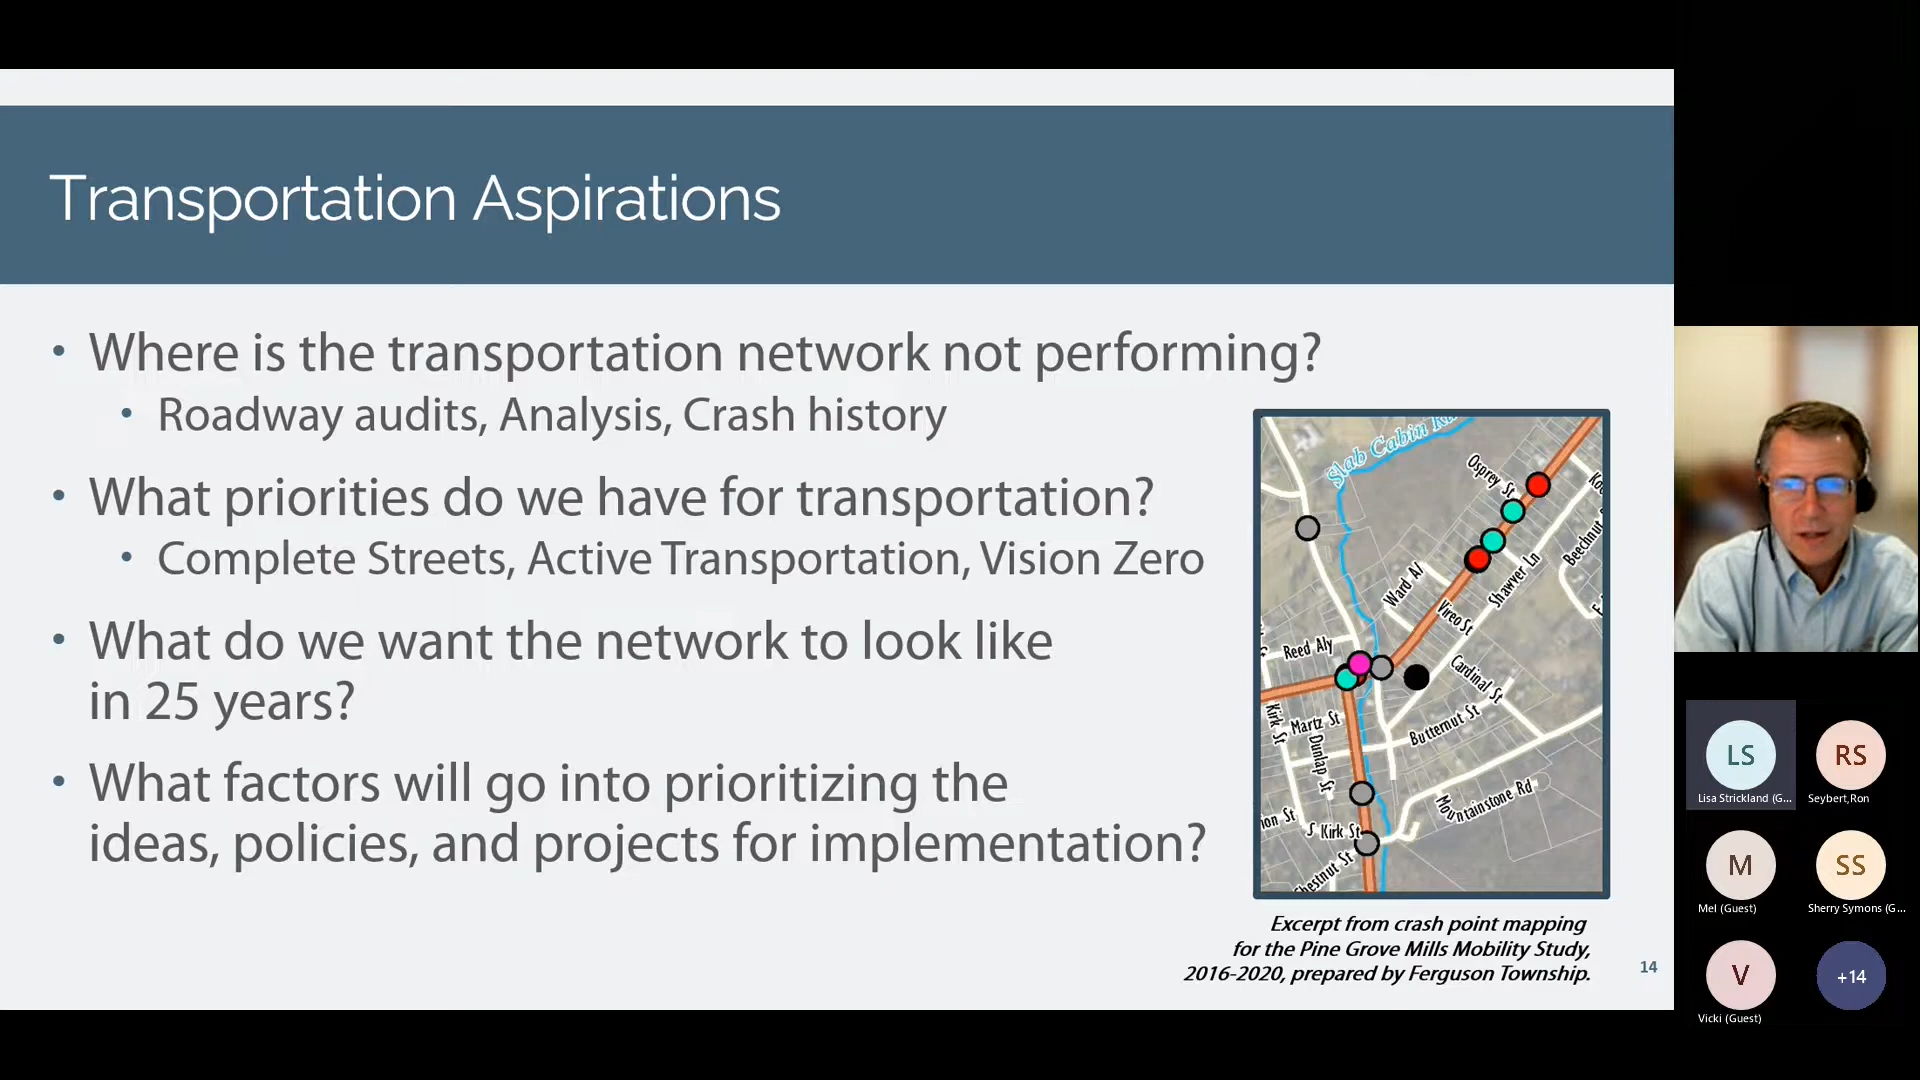 Transportation Aspirations
• Where is the transportation network not performing?
• Roadway audits, Analysis, Crash history
• What priorities do we have for transportation?
• Complete Streets, Active Transportation, Vision Zero
• What do we want the network to look like
in 25 years?
• What factors will go into prioritizing the
ideas, policies, and projects for implementation?
Slab Cabin
Osprey St
Beechnut
Ward Al
Shawver Ln
Vireo St
Reed Aly
Cardinal St
Kirk St
Martz St
Dunlap St
Butternut St
Mountainstone Rd
S Kirk St
Chestnut St
Excerpt from crash point mapping
for the Pine Grove Mills Mobility Study,
2016-2020, prepared by Ferguson Township.
14
LS
Lisa Strickland (G...
RS
Seybert,Ron
M
Mel (Guest)
SS
Sherry Symons (G...
V
Vicki (Guest)
+14